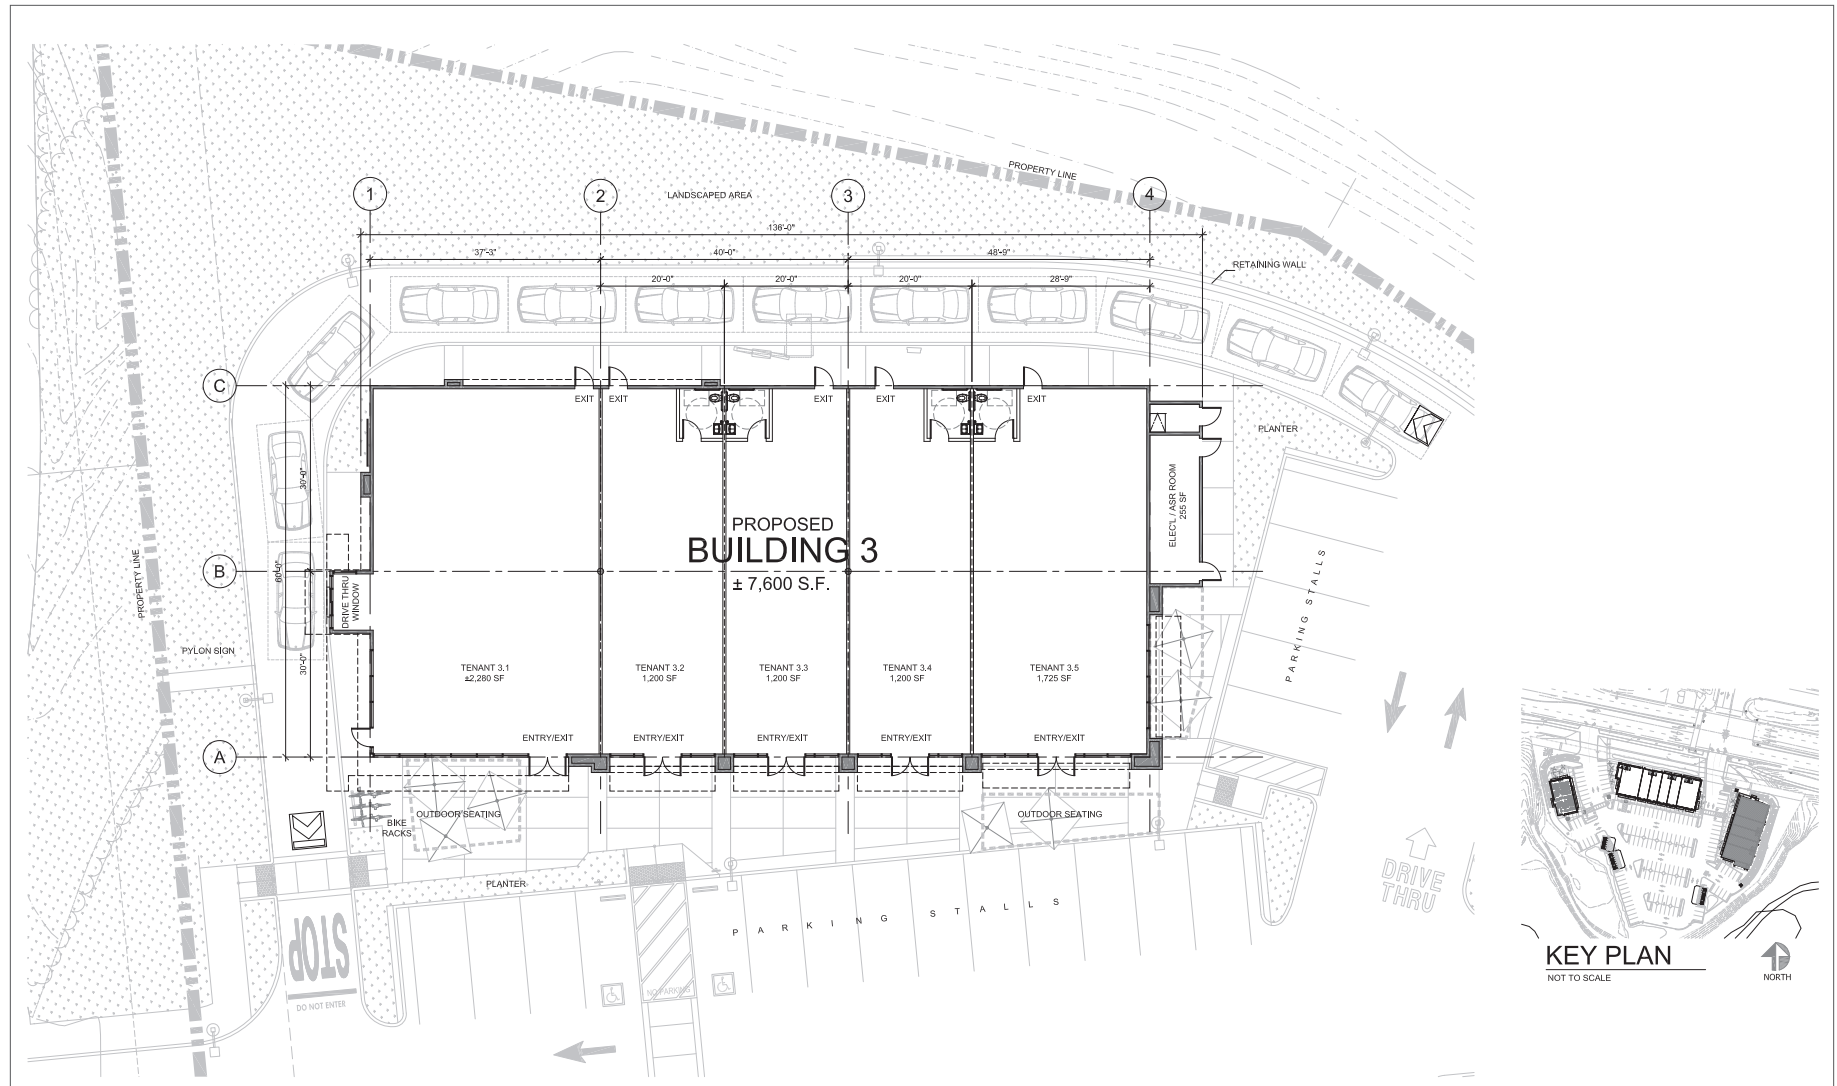 PROPERTY LINE
1
2
3
4
LANDSCAPED AREA
136'-0"
37'-3"
40'-0"
48'-9"
RETAINING WALL
20'-0"
20'-0"
20'-0"
28'-9"
C
EXIT
EXIT
EXIT
EXIT
EXIT
PLANTER
30'-0"
60'-0"
ELEC'L / ASR ROOM
255 SF
PROPOSED
BUILDING 3
± 7,600 S.F.
B
PROPERTY LINE
DRIVE THRU
WINDOW
PARKING STALLS
PYLON SIGN
30'-0"
TENANT 3.1
±2,280 SF
TENANT 3.2
1,200 SF
TENANT 3.3
1,200 SF
TENANT 3.4
1,200 SF
TENANT 3.5
1,725 SF
ENTRY/EXIT
ENTRY/EXIT
ENTRY/EXIT
ENTRY/EXIT
ENTRY/EXIT
A
BIKE
RACKS
OUTDOOR SEATING
OUTDOOR SEATING
PLANTER
DRIVE
THRU
PARKING STALLS
STOP
DO NOT ENTER
NO PARKING
KEY PLAN
NOT TO SCALE
NORTH